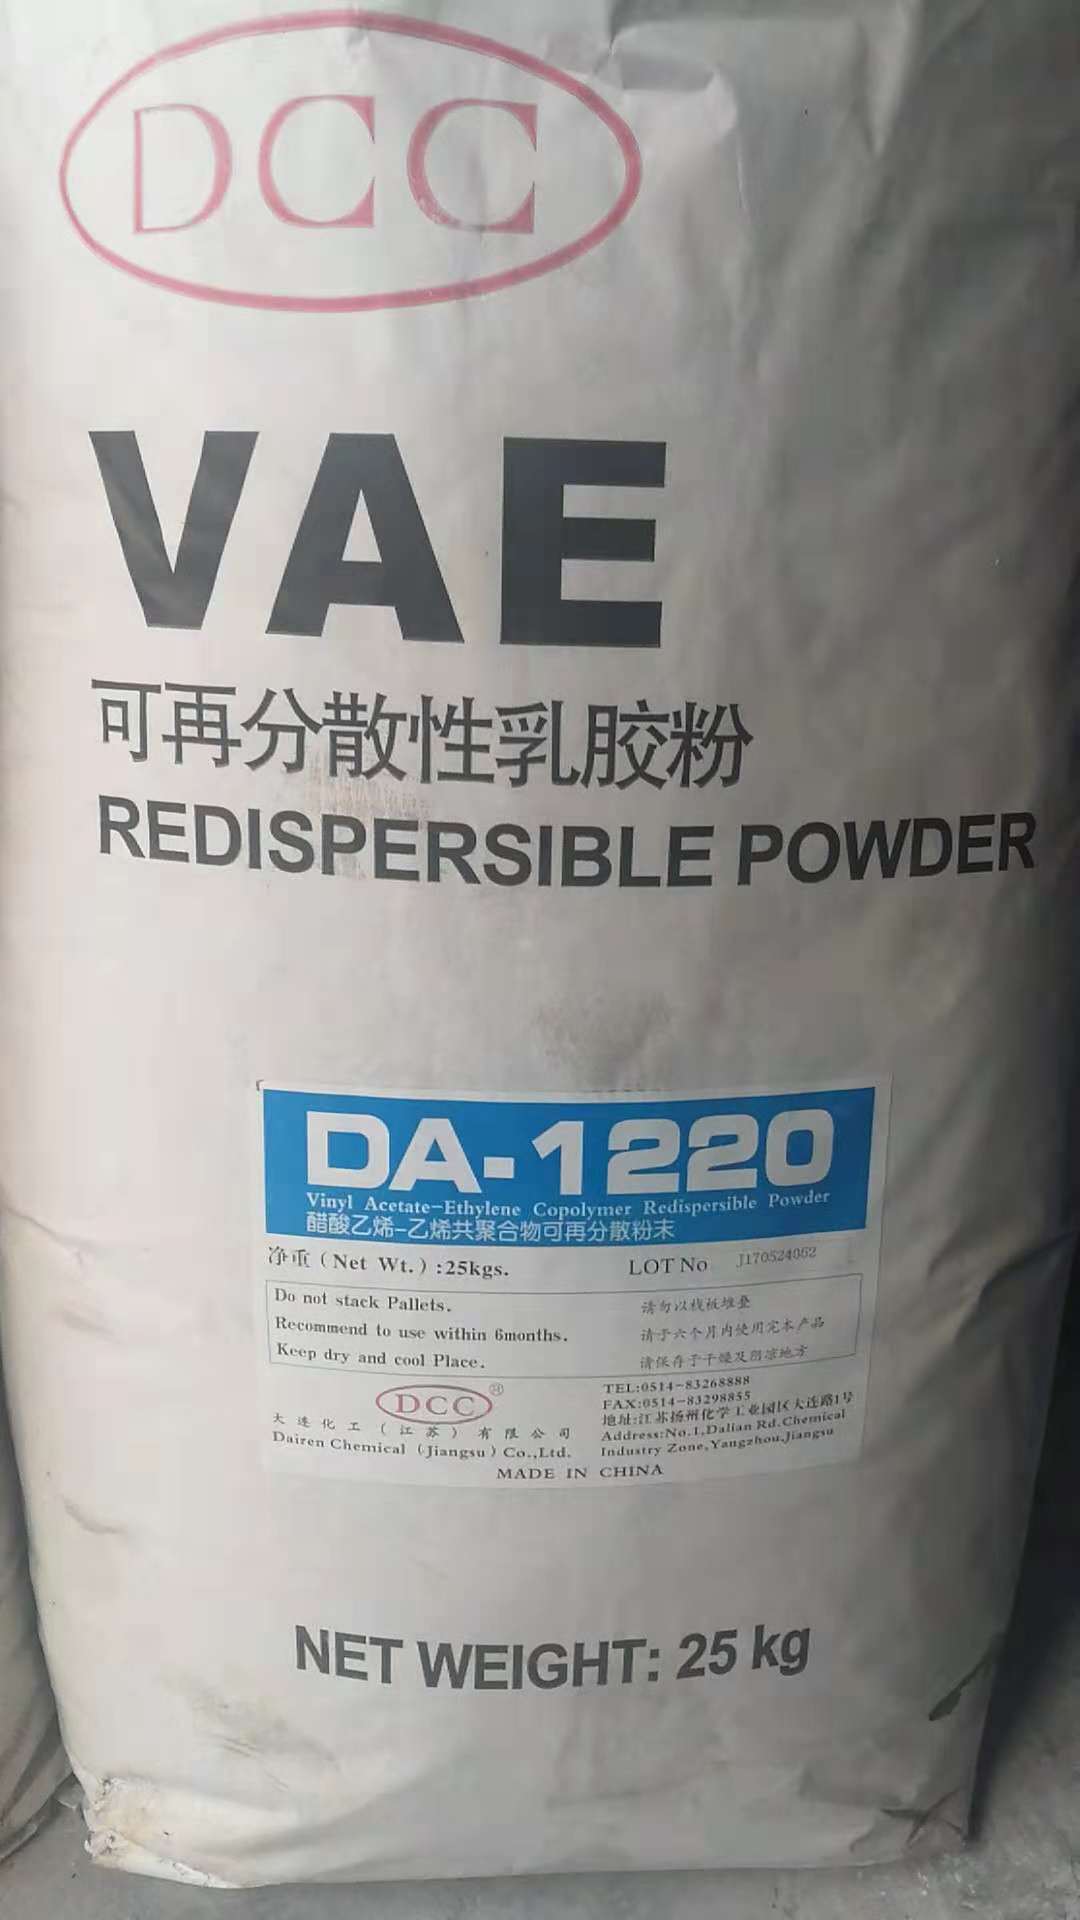 DCC
VAE
可再分散性乳胶粉
REDISPERSIBLE POWDER
DA-1220
Vinyl Acetate-Ethylene Copolymer Redispersible Powder
醋酸乙烯-乙烯共聚合物可再分散粉末
净重(Net Wt.):25kgs. LOT No J170524052
Do not stack Pallets. 请勿以栈板堆叠
Recommend to use within 6months. 请于六个月内使用完本产品
Keep dry and cool Place. 请保存于干燥及阴凉地方
DCC®
大连化工(江苏)有限公司
Dairen Chemical (Jiangsu) Co.,Ltd.
TEL:0514-83268888
FAX:0514-83298855
地址:江苏扬州化学工业园区大连路1号
Address:No.1,Dalian Rd.Chemical
Industry Zone,Yangzhou,Jiangsu
MADE IN CHINA
NET WEIGHT: 25 kg